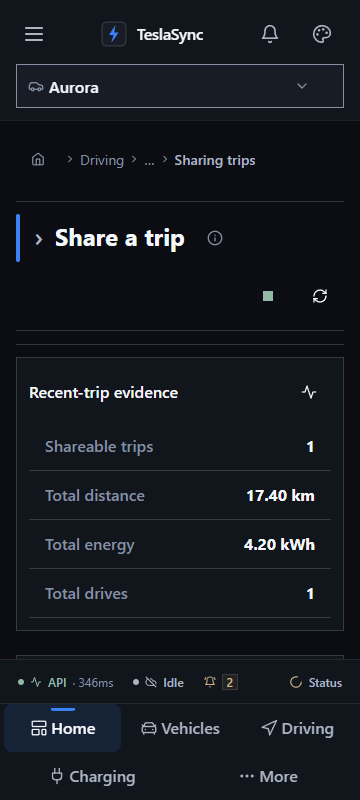 TeslaSync
Aurora
Driving ... Sharing trips
Share a trip
Recent-trip evidence
Shareable trips 1
Total distance 17.40 km
Total energy 4.20 kWh
Total drives 1
API · 346ms Idle 2 Status
Home Vehicles Driving
Charging More